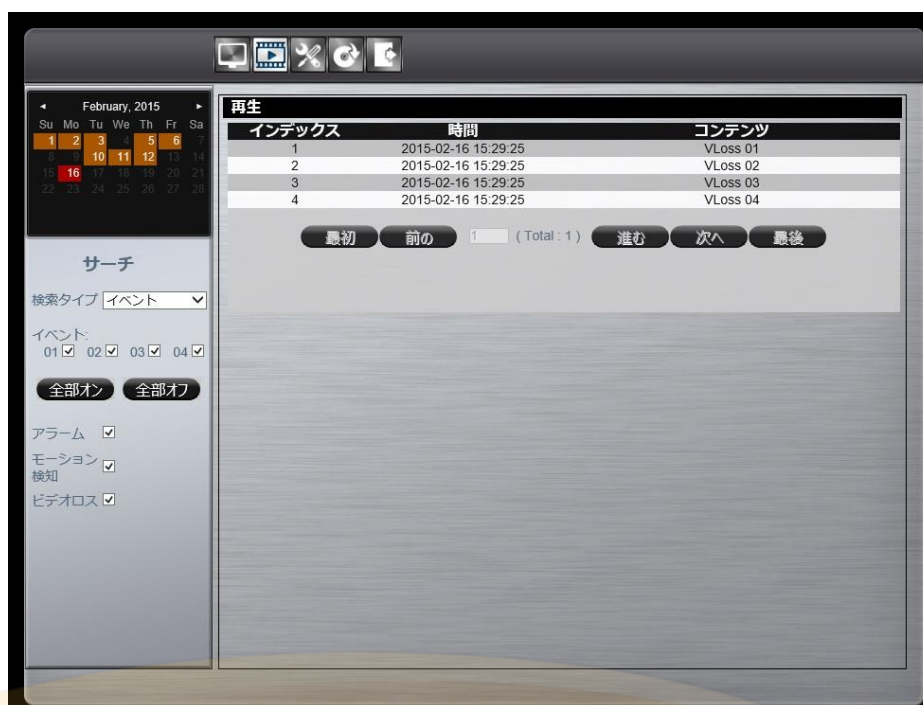 February, 2015
Su Mo Tu We Th Fr Sa
1 2 3 4 5 6 7
8 9 10 11 12 13 14
15 16 17 18 19 20 21
22 23 24 25 26 27 28
サーチ
検索タイプ イベント
イベント:
01 02 03 04
全部オン 全部オフ
アラーム
モーション
検知
ビデオロス
再生
インデックス 時間 コンテンツ
1 2015-02-16 15:29:25 VLoss 01
2 2015-02-16 15:29:25 VLoss 02
3 2015-02-16 15:29:25 VLoss 03
4 2015-02-16 15:29:25 VLoss 04
最初 前の 1 ( Total : 1 ) 進む 次へ 最後